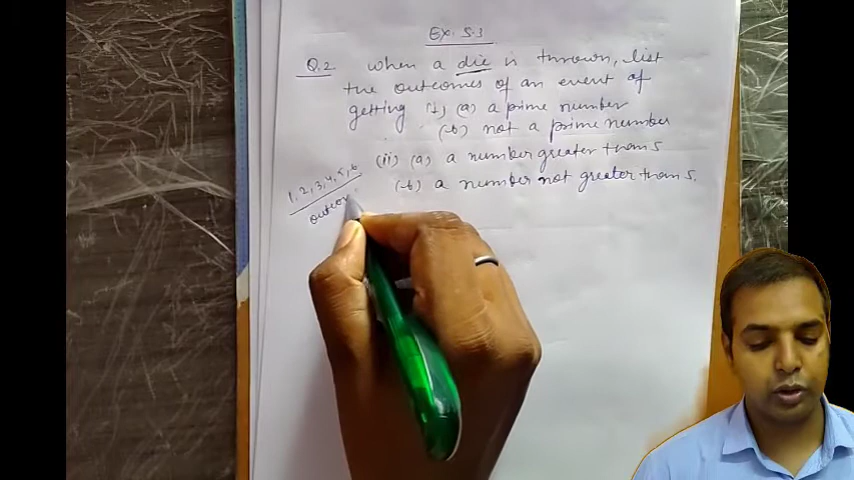 Ex. 5.3
Q.2 when a die is thrown, list
the outcomes of an event of
getting (i) (a) a prime number
(b) not a prime number
(ii) (a) a number greater than 5
(b) a number not greater than 5.
1, 2, 3, 4, 5, 6
outcom